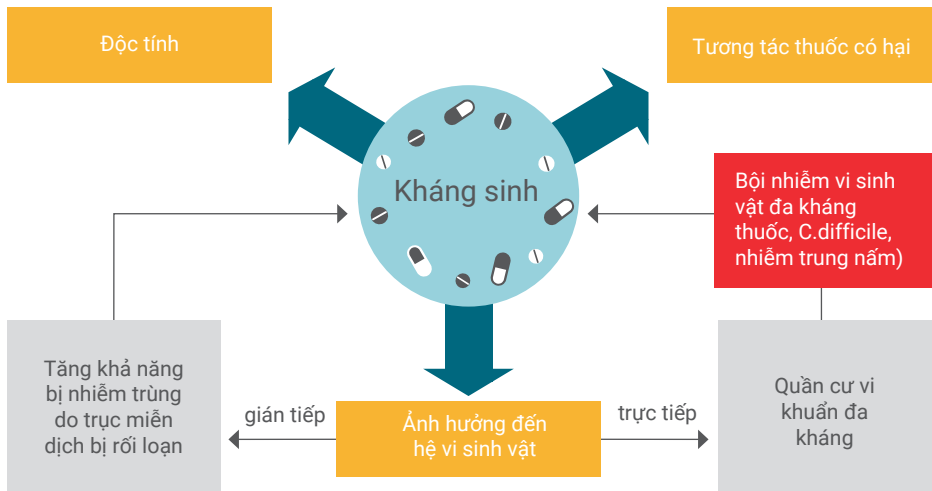 Độc tính
Tương tác thuốc có hại
Kháng sinh
Bội nhiễm vi sinh
vật đa kháng
thuốc, C.difficile,
nhiễm trung nấm)
Tăng khả năng
bị nhiễm trùng
do trục miễn
dịch bị rối loạn
gián tiếp
Ảnh hưởng đến
hệ vi sinh vật
trực tiếp
Quần cư vi
khuẩn đa
kháng